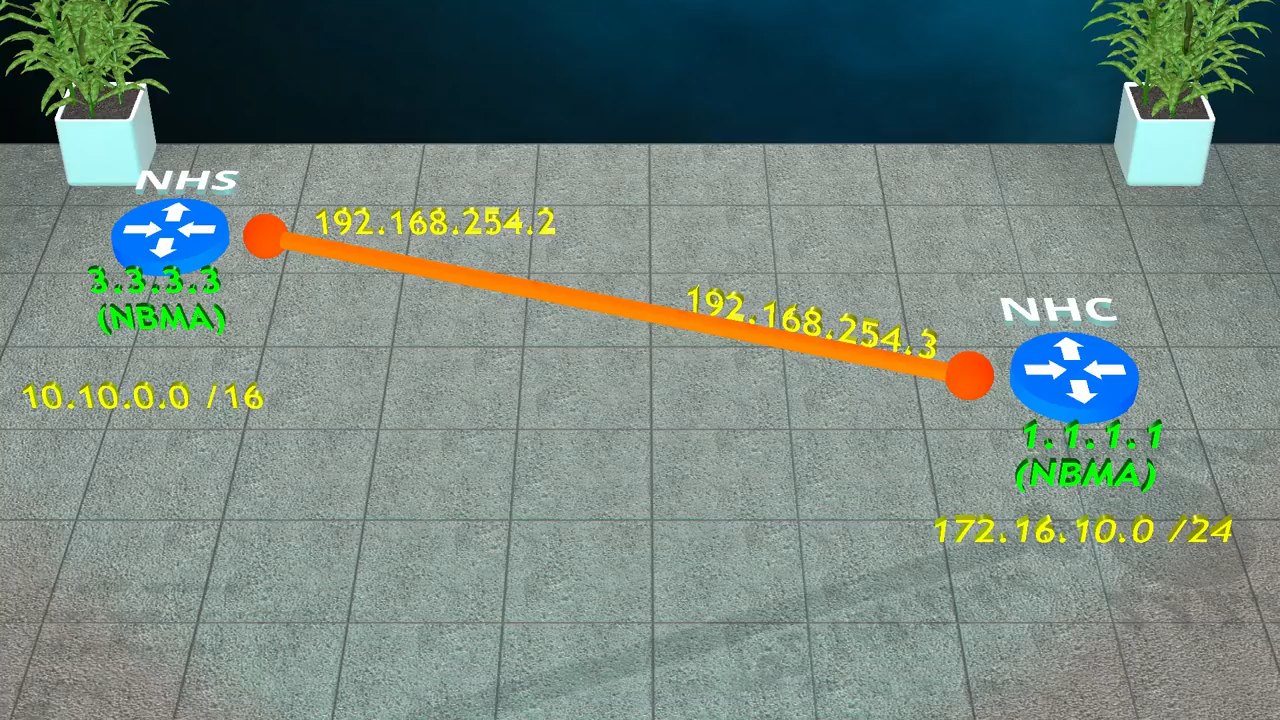 NHS
192.168.254.2
3.3.3.3
(NBMA)
192.168.254.3
NHC
10.10.0.0 /16
1.1.1.1
(NBMA)
172.16.10.0 /24